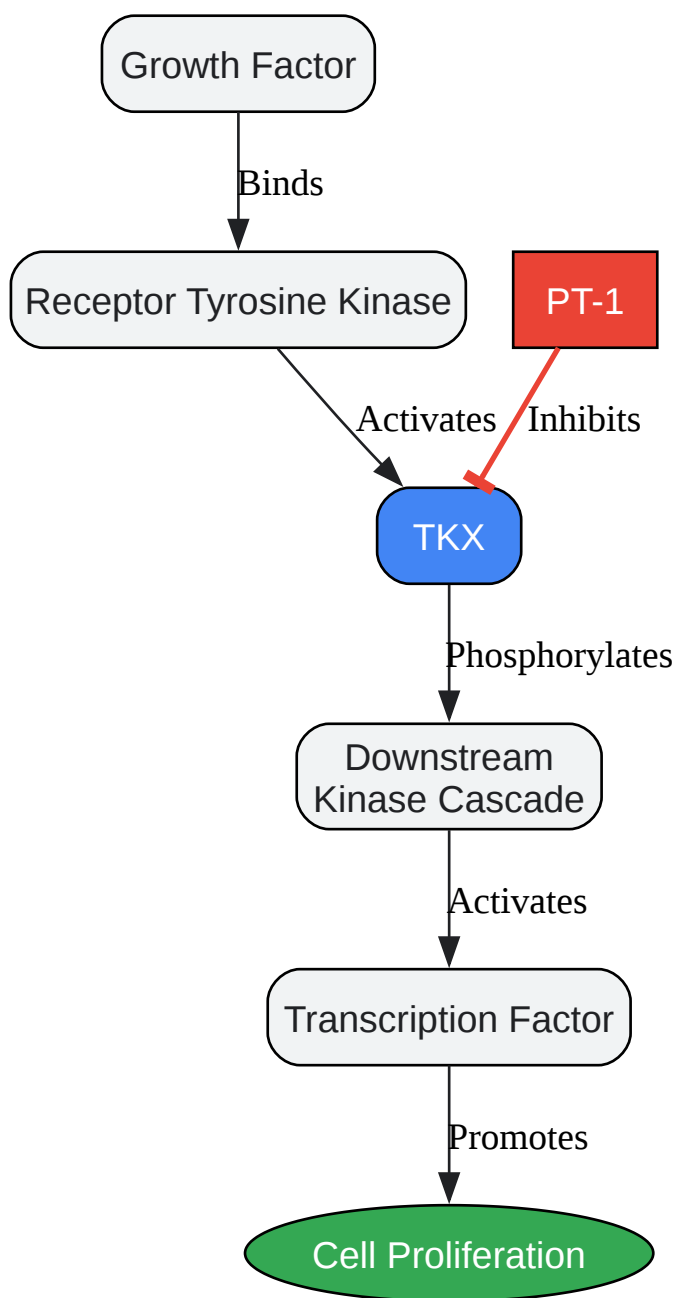 Growth Factor
Binds
Receptor Tyrosine Kinase
PT-1
Activates
Inhibits
TKX
Phosphorylates
Downstream
Kinase Cascade
Activates
Transcription Factor
Promotes
Cell Proliferation